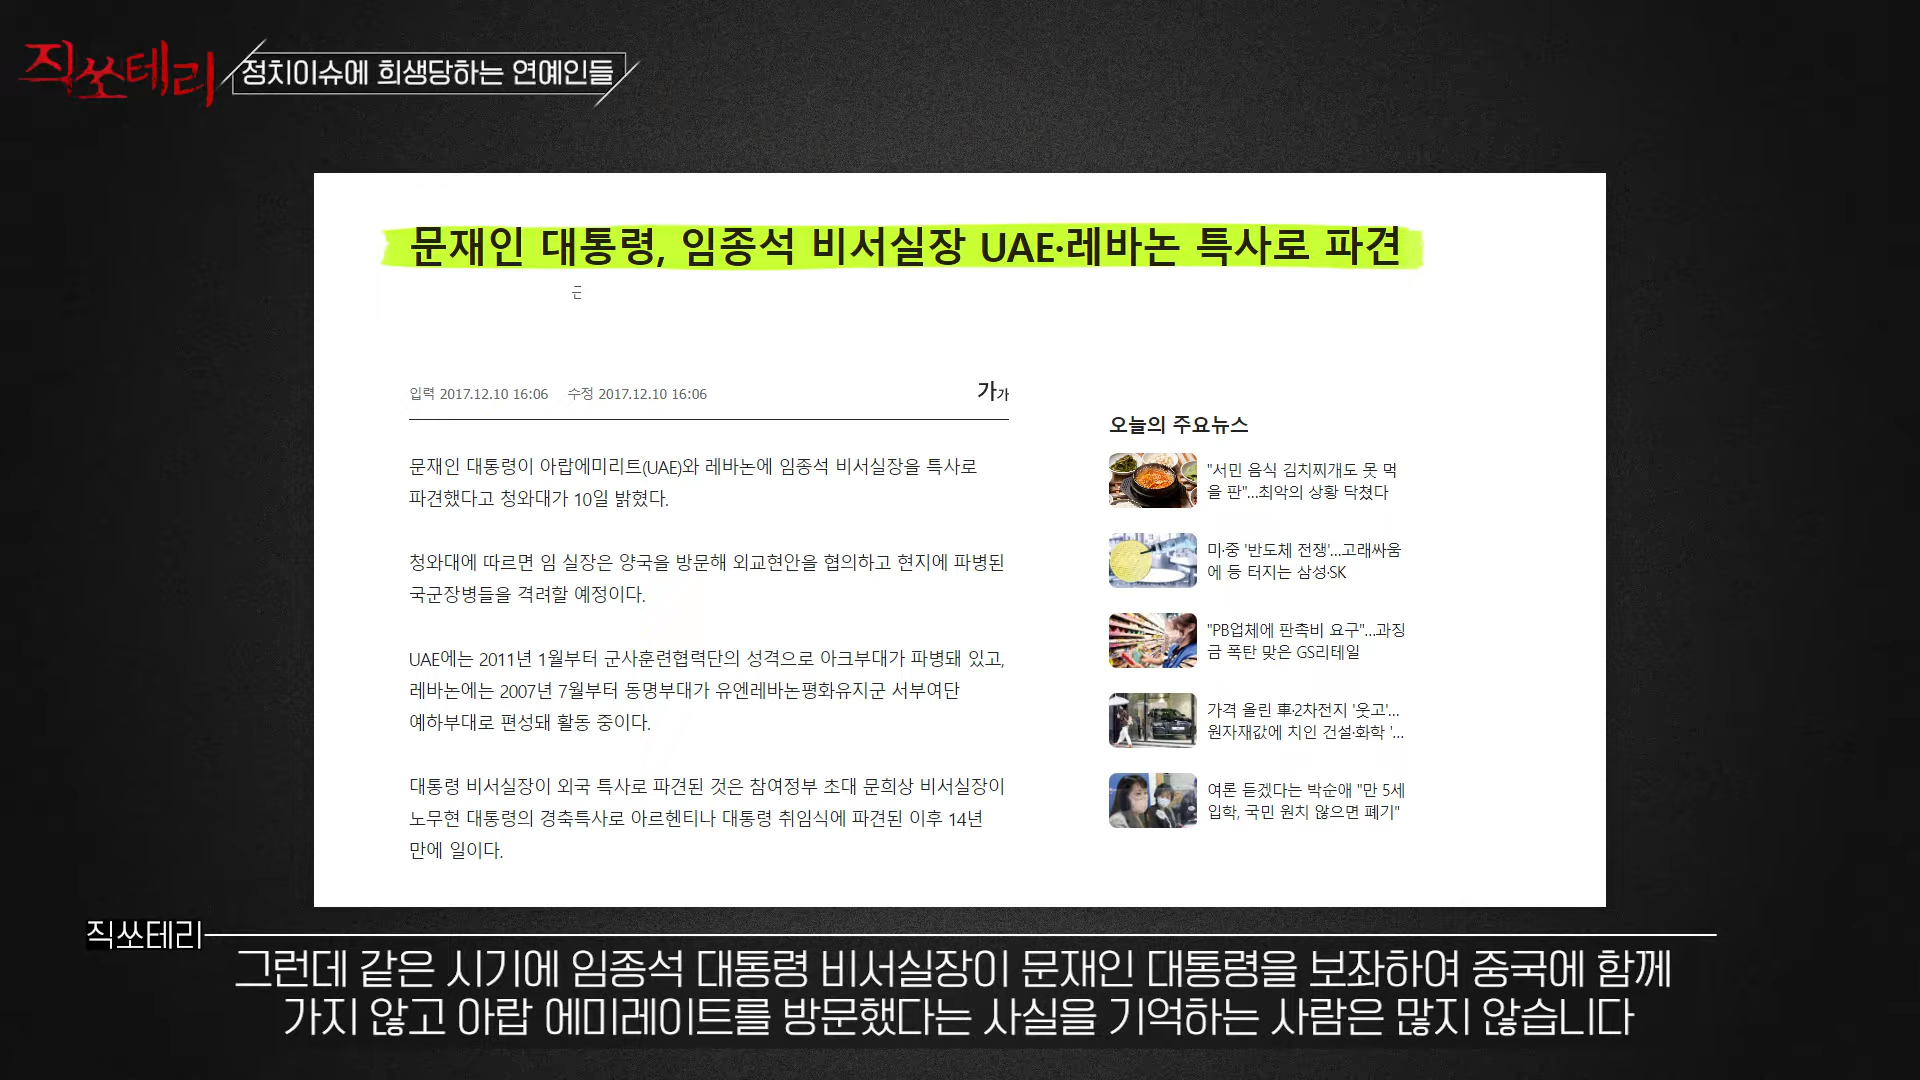 직쏘테리
정치이슈에 희생당하는 연예인들
문재인 대통령, 임종석 비서실장 UAE·레바논 특사로 파견
입력 2017.12.10 16:06 수정 2017.12.10 16:06
가가
문재인 대통령이 아랍에미리트(UAE)와 레바논에 임종석 비서실장을 특사로
파견했다고 청와대가 10일 밝혔다.
청와대에 따르면 임 실장은 양국을 방문해 외교현안을 협의하고 현지에 파병된
국군장병들을 격려할 예정이다.
UAE에는 2011년 1월부터 군사훈련협력단의 성격으로 아크부대가 파병돼 있고,
레바논에는 2007년 7월부터 동명부대가 유엔레바논평화유지군 서부여단
예하부대로 편성돼 활동 중이다.
대통령 비서실장이 외국 특사로 파견된 것은 참여정부 초대 문희상 비서실장이
노무현 대통령의 경축특사로 아르헨티나 대통령 취임식에 파견된 이후 14년
만에 일이다.
오늘의 주요뉴스
"서민 음식 김치찌개도 못 먹
을 판"...최악의 상황 닥쳤다
미·중 '반도체 전쟁'...고래싸움
에 등 터지는 삼성·SK
"PB업체에 판촉비 요구"...과징
금 폭탄 맞은 GS리테일
가격 올린 車·2차전지 '웃고'...
원자재값에 치인 건설·화학 '...
여론 듣겠다는 박순애 "만 5세
입학, 국민 원치 않으면 폐기"
직쏘테리
그런데 같은 시기에 임종석 대통령 비서실장이 문재인 대통령을 보좌하여 중국에 함께
가지 않고 아랍 에미레이트를 방문했다는 사실을 기억하는 사람은 많지 않습니다